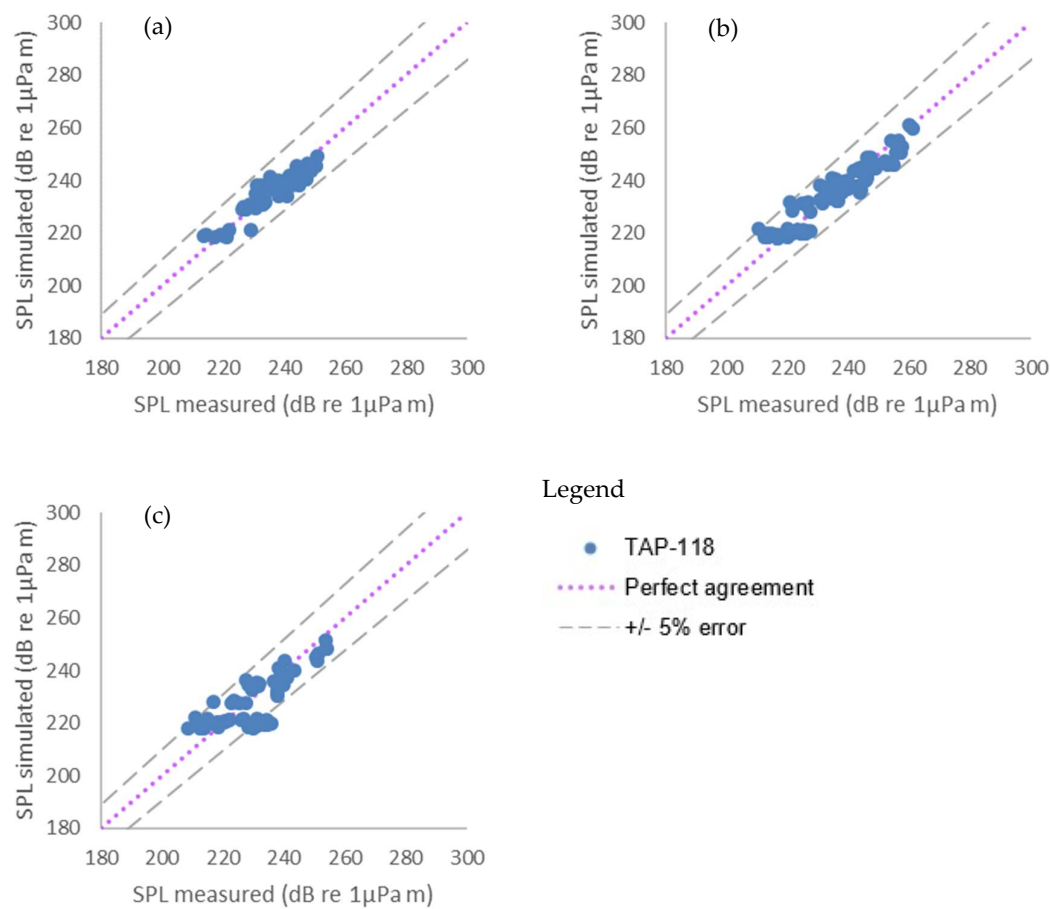 (a)
SPL simulated (dB re 1µPa m)
300
280
260
240
220
200
180
180 200 220 240 260 280 300
SPL measured (dB re 1µPa m)
(b)
SPL simulated (dB re 1µPa m)
300
280
260
240
220
200
180
180 200 220 240 260 280 300
SPL measured (dB re 1µPa m)
(c)
SPL simulated (dB re 1µPa m)
300
280
260
240
220
200
180
180 200 220 240 260 280 300
SPL measured (dB re 1µPa m)
Legend
TAP-118
Perfect agreement
+/- 5% error